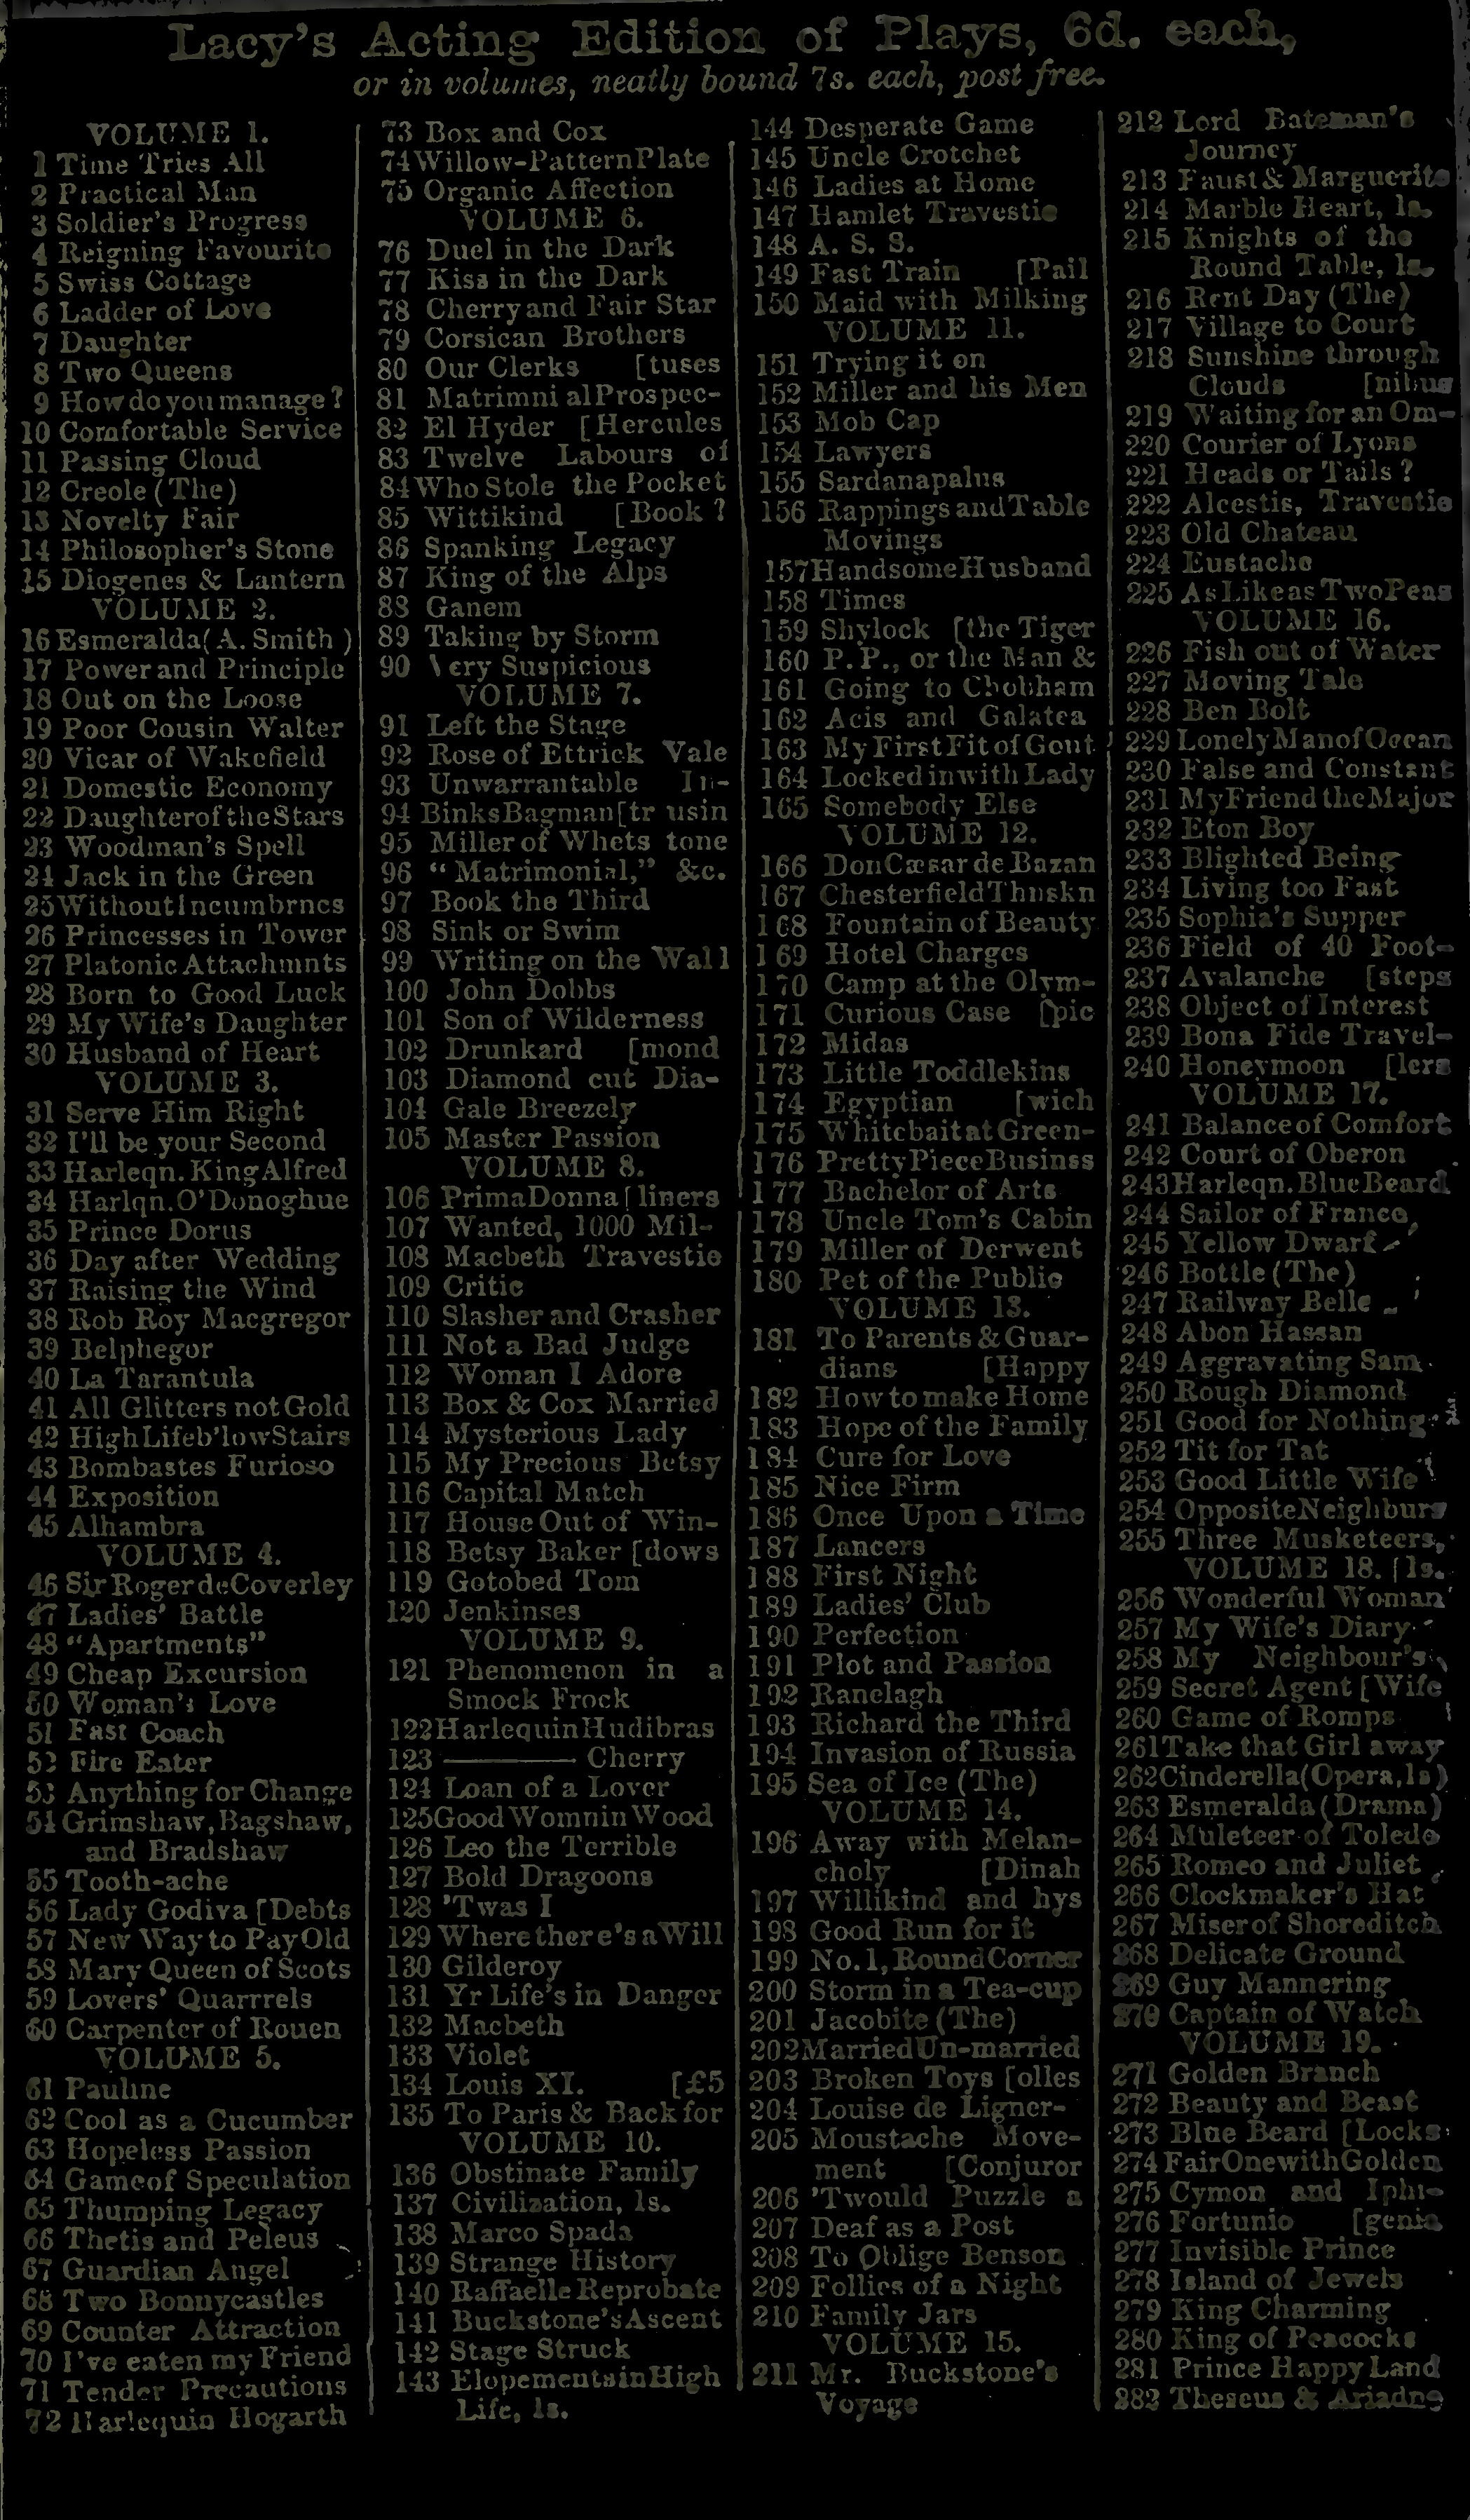 Lacy's Acting Edition of Plays, 6d. each,
or in volumes, neatly bound 7s. each, post free.
VOLUME 1.
1 Time Tries All
2 Practical Man
3 Soldier's Progress
4 Reigning Favourite
5 Swiss Cottage
6 Ladder of Love
7 Daughter
8 Two Queens
9 How do you manage?
10 Comfortable Service
11 Passing Cloud
12 Creole (The)
13 Novelty Fair
14 Philosopher's Stone
15 Diogenes & Lantern
VOLUME 2.
16 Esmeralda (A. Smith)
17 Power and Principle
18 Out on the Loose
19 Poor Cousin Walter
20 Vicar of Wakefield
21 Domestic Economy
22 Daughter of the Stars
23 Woodman's Spell
24 Jack in the Green
25 Without Incumbrncs
26 Princesses in Tower
27 Platonic Attachmnts
28 Born to Good Luck
29 My Wife's Daughter
30 Husband of Heart
VOLUME 3.
31 Serve Him Right
32 I'll be your Second
33 Harleqn. King Alfred
34 Harlqn. O'Donoghue
35 Prince Dorus
36 Day after Wedding
37 Raising the Wind
38 Rob Roy Macgregor
39 Belphegor
40 La Tarantula
41 All Glitters not Gold
42 High Life b'low Stairs
43 Bombastes Furioso
44 Exposition
45 Alhambra
VOLUME 4.
46 Sir Roger de Coverley
47 Ladies' Battle
48 "Apartments"
49 Cheap Excursion
50 Woman's Love
51 Fast Coach
52 Fire Eater
53 Anything for Change
54 Grimshaw, Bagshaw,
and Bradshaw
55 Tooth-ache
56 Lady Godiva [Debts
57 New Way to Pay Old
58 Mary Queen of Scots
59 Lovers' Quarrrels
60 Carpenter of Rouen
VOLUME 5.
61 Pauline
62 Cool as a Cucumber
63 Hopeless Passion
64 Game of Speculation
65 Thumping Legacy
66 Thetis and Peleus
67 Guardian Angel
68 Two Bonnycastles
69 Counter Attraction
70 I've eaten my Friend
71 Tender Precautions
72 Harlequin Hogarth
73 Box and Cox
74 Willow-Pattern Plate
75 Organic Affection
VOLUME 6.
76 Duel in the Dark
77 Kiss in the Dark
78 Cherry and Fair Star
79 Corsican Brothers
80 Our Clerks [tuses
81 Matrimni al Prospec-
82 El Hyder [Hercules
83 Twelve Labours of
84 Who Stole the Pocket
85 Wittikind [Book?
86 Spanking Legacy
87 King of the Alps
88 Ganem
89 Taking by Storm
90 Very Suspicious
VOLUME 7.
91 Left the Stage
92 Rose of Ettrick Vale
93 Unwarrantable In-
94 Binks Bagman [tr usin
95 Miller of Whets tone
96 "Matrimonial," &c.
97 Book the Third
98 Sink or Swim
99 Writing on the Wall
100 John Dobbs
101 Son of Wilderness
102 Drunkard [mond
103 Diamond cut Dia-
104 Gale Breezely
105 Master Passion
VOLUME 8.
106 Prima Donna [liners
107 Wanted, 1000 Mil-
108 Macbeth Travestie
109 Critic
110 Slasher and Crasher
111 Not a Bad Judge
112 Woman I Adore
113 Box & Cox Married
114 Mysterious Lady
115 My Precious Betsy
116 Capital Match
117 House Out of Win-
118 Betsy Baker [dows
119 Gotobed Tom
120 Jenkinses
VOLUME 9.
121 Phenomenon in a
Smock Frock
122 Harlequin Hudibras
123 ——— Cherry
124 Loan of a Lover
125 Good Womn in Wood
126 Leo the Terrible
127 Bold Dragoons
128 'Twas I
129 Where there's a Will
130 Gilderoy
131 Yr Life's in Danger
132 Macbeth
133 Violet
134 Louis XI. [£5
135 To Paris & Back for
VOLUME 10.
136 Obstinate Family
137 Civilization, 1s.
138 Marco Spada
139 Strange History
140 Raffaelle Reprobate
141 Buckstone's Ascent
142 Stage Struck
143 Elopements in High
Life, 1s.
144 Desperate Game
145 Uncle Crotchet
146 Ladies at Home
147 Hamlet Travestie
148 A. S. S.
149 Fast Train [Pail
150 Maid with Milking
VOLUME 11.
151 Trying it on
152 Miller and his Men
153 Mob Cap
154 Lawyers
155 Sardanapalus
156 Rappings and Table
Movings
157 Handsome Husband
158 Times
159 Shylock [the Tiger
160 P. P., or the Man &
161 Going to Chobham
162 Acis and Galatea
163 My First Fit of Gout
164 Locked in with Lady
165 Somebody Else
VOLUME 12.
166 Don Cæsar de Bazan
167 Chesterfield Thnskn
168 Fountain of Beauty
169 Hotel Charges
170 Camp at the Olym-
171 Curious Case [pic
172 Midas
173 Little Toddlekins
174 Egyptian [wich
175 Whitebait at Green-
176 Pretty Piece Businss
177 Bachelor of Arts
178 Uncle Tom's Cabin
179 Miller of Derwent
180 Pet of the Public
VOLUME 13.
181 To Parents & Guar-
dians [Happy
182 How to make Home
183 Hope of the Family
184 Cure for Love
185 Nice Firm
186 Once Upon a Time
187 Lancers
188 First Night
189 Ladies' Club
190 Perfection
191 Plot and Passion
192 Ranelagh
193 Richard the Third
194 Invasion of Russia
195 Sea of Ice (The)
VOLUME 14.
196 Away with Melan-
choly [Dinah
197 Willikind and hys
198 Good Run for it
199 No. 1, Round Corner
200 Storm in a Tea-cup
201 Jacobite (The)
202 Married Un-married
203 Broken Toys [olles
204 Louise de Ligner-
205 Moustache Move-
ment [Conjuror
206 'Twould Puzzle a
207 Deaf as a Post
208 To Oblige Benson
209 Follies of a Night
210 Family Jars
VOLUME 15.
211 Mr. Buckstone's
Voyage
212 Lord Bateman's
Journey
213 Faust & Marguerite
214 Marble Heart, 1s.
215 Knights of the
Round Table, 1s.
216 Rent Day (The)
217 Village to Court
218 Sunshine through
Clouds [nibus
219 Waiting for an Om-
220 Courier of Lyons
221 Heads or Tails?
222 Alcestis, Travestie
223 Old Chateau
224 Eustache
225 As Like as Two Peas
VOLUME 16.
226 Fish out of Water
227 Moving Tale
228 Ben Bolt
229 Lonely Man of Ocean
230 False and Constant
231 My Friend the Major
232 Eton Boy
233 Blighted Being
234 Living too Fast
235 Sophia's Supper
236 Field of 40 Foot-
237 Avalanche [steps
238 Object of Interest
239 Bona Fide Travel-
240 Honeymoon [lers
VOLUME 17.
241 Balance of Comfort
242 Court of Oberon
243 Harleqn. Blue Beard
244 Sailor of France
245 Yellow Dwarf
246 Bottle (The)
247 Railway Belle
248 Abon Hassan
249 Aggravating Sam
250 Rough Diamond
251 Good for Nothing
252 Tit for Tat
253 Good Little Wife
254 Opposite Neighburs
255 Three Musketeers,
VOLUME 18. [1s.
256 Wonderful Woman
257 My Wife's Diary
258 My Neighbour's
259 Secret Agent [Wife
260 Game of Romps
261 Take that Girl away
262 Cinderella (Opera, 1s)
263 Esmeralda (Drama)
264 Muleteer of Toledo
265 Romeo and Juliet
266 Clockmaker's Hat
267 Miser of Shoreditch
268 Delicate Ground
269 Guy Mannering
270 Captain of Watch
VOLUME 19.
271 Golden Branch
272 Beauty and Beast
273 Blue Beard [Locks
274 Fair One with Golden
275 Cymon and Iphi-
276 Fortunio [genia
277 Invisible Prince
278 Island of Jewels
279 King Charming
280 King of Peacocks
281 Prince Happy Land
282 Theseus & Ariadne